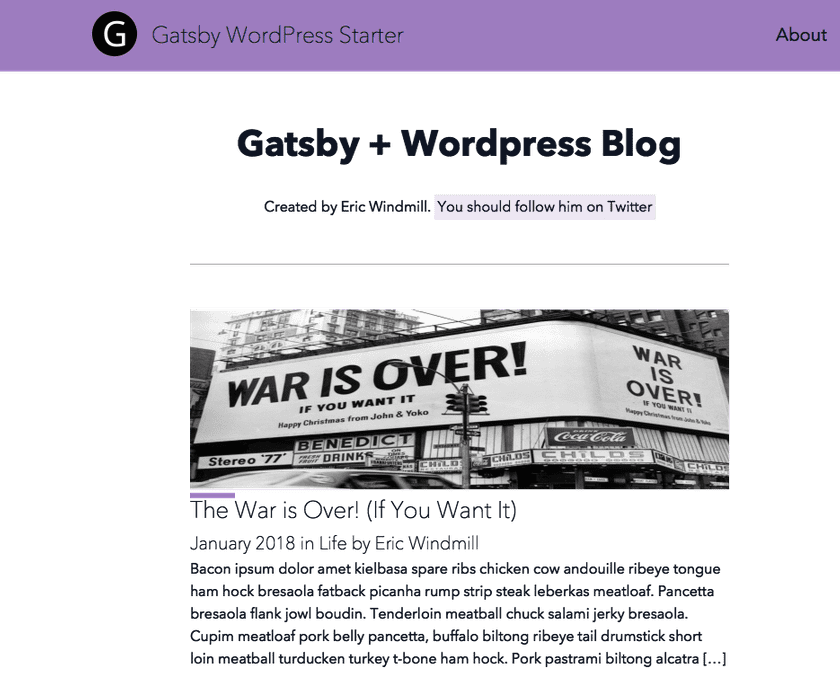 G Gatsby WordPress Starter About
Gatsby + Wordpress Blog
Created by Eric Windmill. You should follow him on Twitter
WAR IS OVER!
IF YOU WANT IT
Happy Christmas from John & Yoko
WAR
IS
OVER!
IF YOU WANT IT
Happy Christmas from John & Yoko
BENEDICT
Stereo '77'
FRESH FRUIT DRINKS
DRINK
Coca-Cola
CHILDS
CHILDS
CHILDS
CHILDS
The War is Over! (If You Want It)
January 2018 in Life by Eric Windmill
Bacon ipsum dolor amet kielbasa spare ribs chicken cow andouille ribeye tongue
ham hock bresaola fatback picanha rump strip steak leberkas meatloaf. Pancetta
bresaola flank jowl boudin. Tenderloin meatball chuck salami jerky bresaola.
Cupim meatloaf pork belly pancetta, buffalo biltong ribeye tail drumstick short
loin meatball turducken turkey t-bone ham hock. Pork pastrami biltong alcatra […]